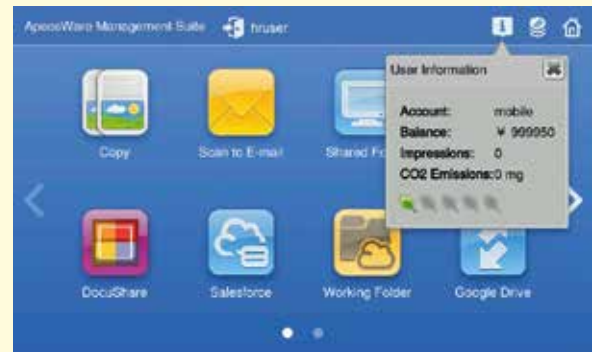 ApeosWare Management Suite
hruser
User Information
Account: mobile
Balance: ¥ 999950
Impressions: 0
CO2 Emissions: 0 mg
Copy
Scan to E-mail
Shared Fo
DocuShare
Salesforce
Working Folder
Google Drive